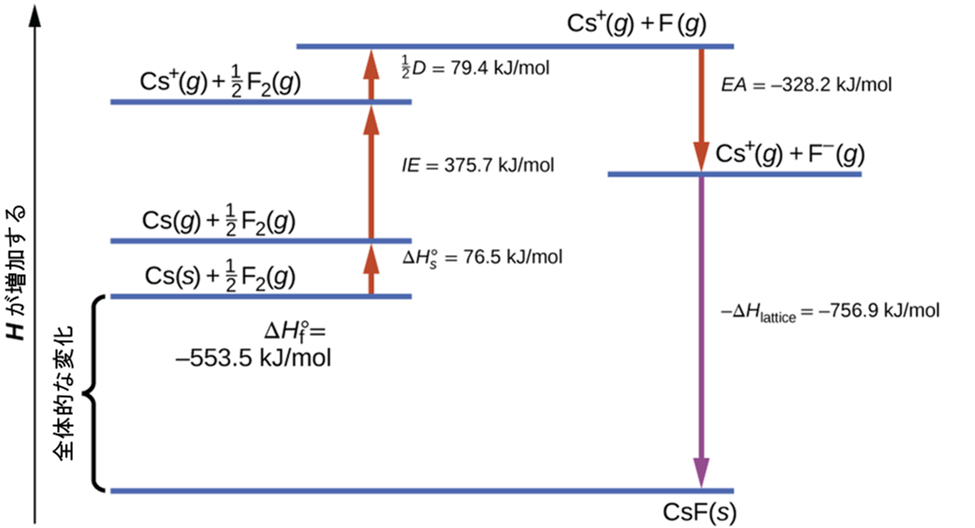 Cs⁺(g) + F(g)
½D = 79.4 kJ/mol
Cs⁺(g) + ½F₂(g)
EA = –328.2 kJ/mol
Cs⁺(g) + F⁻(g)
IE = 375.7 kJ/mol
Cs(g) + ½F₂(g)
ΔH°ₛ = 76.5 kJ/mol
Cs(s) + ½F₂(g)
Hが増加する
全体的な変化
ΔH°f =
–553.5 kJ/mol
–ΔHlattice = –756.9 kJ/mol
CsF(s)